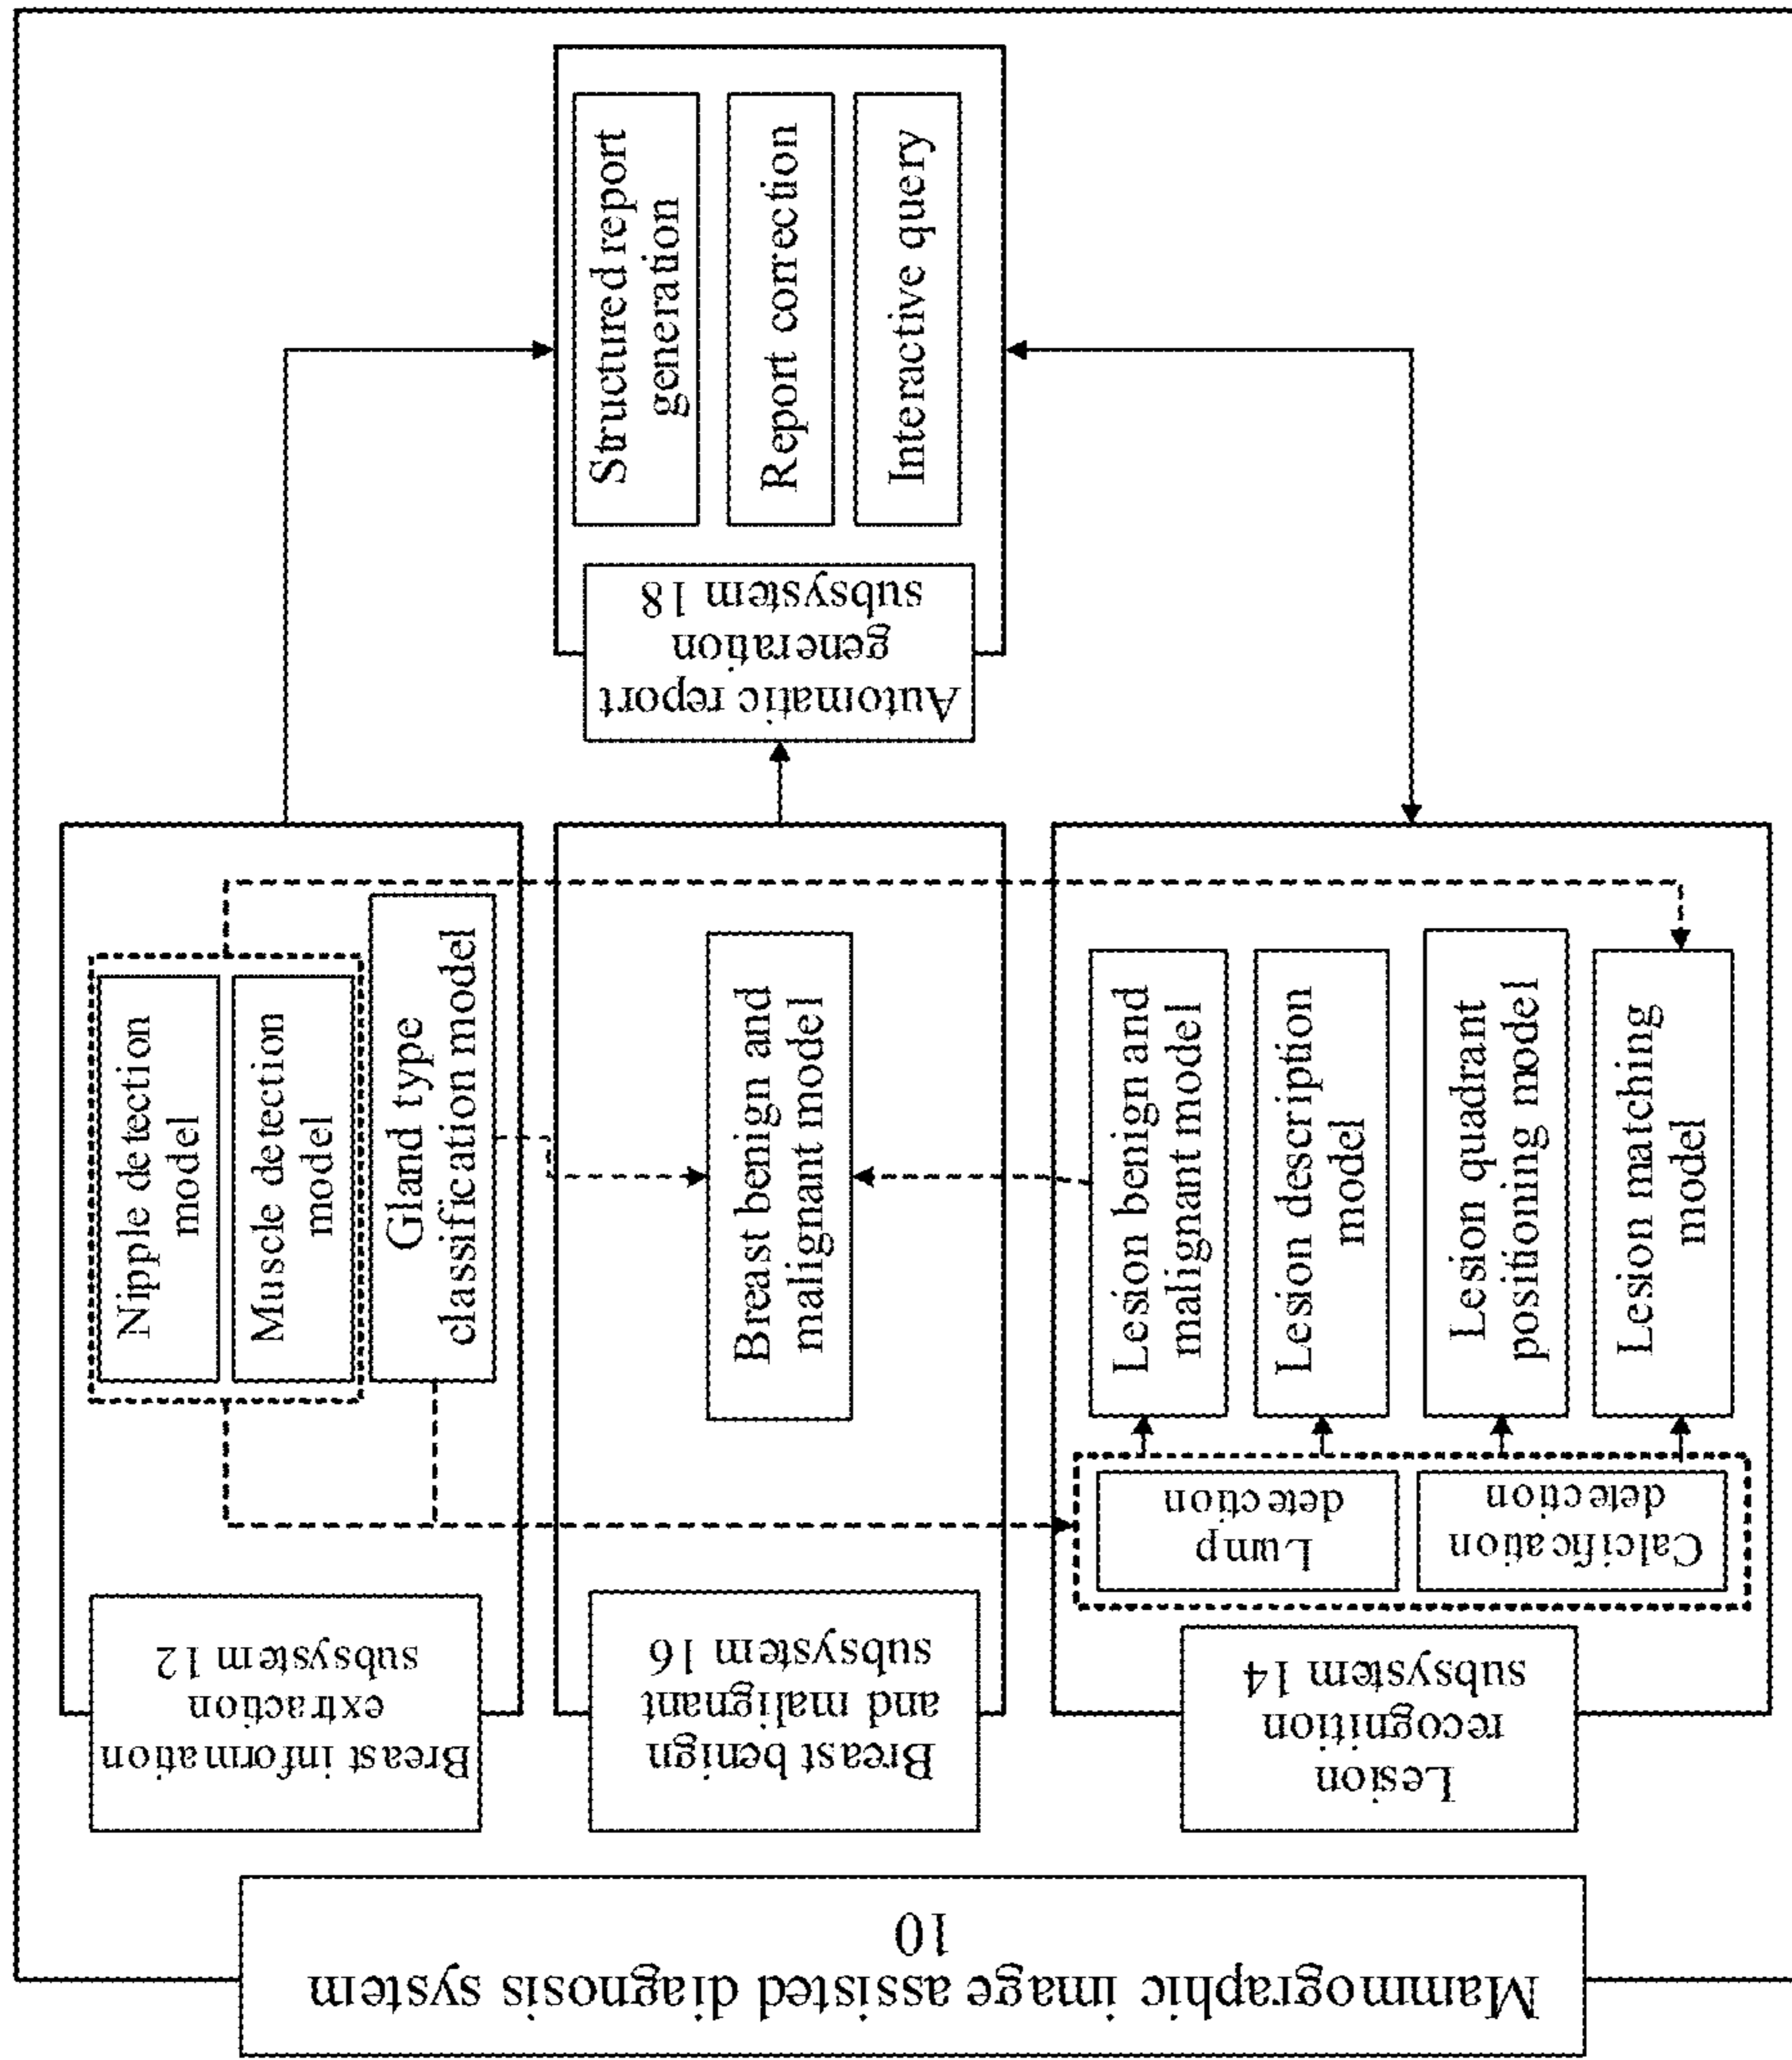 Mammographic image assisted diagnosis system
10
Breast information
extraction
subsystem 12
Nipple detection
model
Muscle detection
model
Gland type
classification model
Breast benign
and malignant
subsystem 16
Breast benign and
malignant model
Lesion
recognition
subsystem 14
Lump
detection
Calcification
detection
Lesion benign and
malignant model
Lesion description
model
Lesion quadrant
positioning model
Lesion matching
model
Automatic report
generation
subsystem 18
Structured report
generation
Report correction
Interactive query